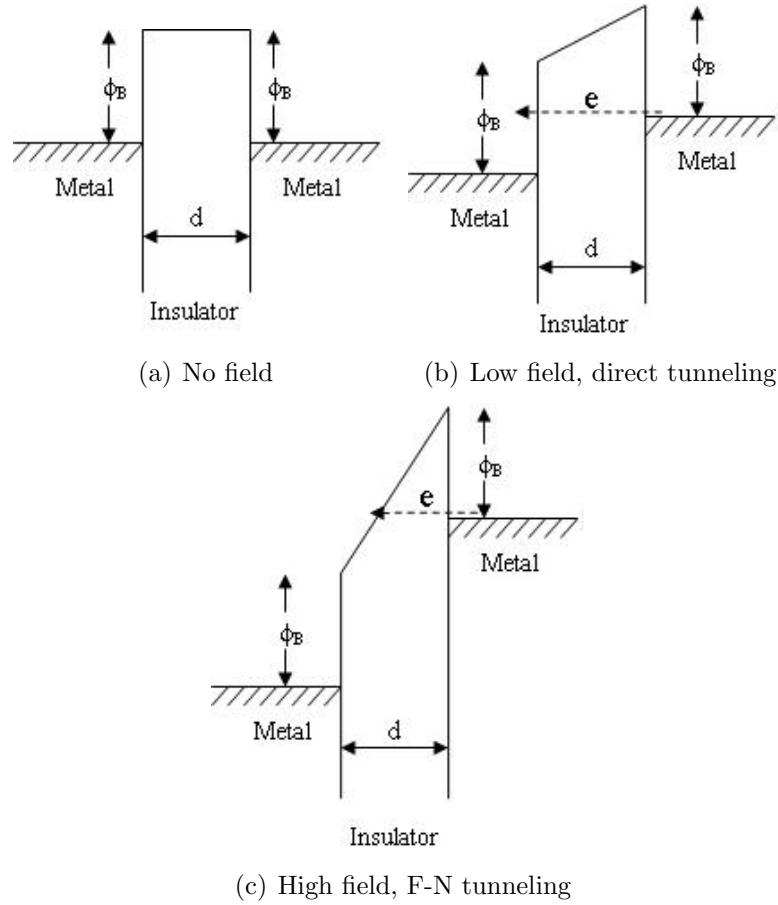 ϕB
ϕB
Metal
Metal
d
Insulator
(a) No field
ϕB
e
ϕB
Metal
Metal
d
Insulator
(b) Low field, direct tunneling
ϕB
e
Metal
ϕB
Metal
d
Insulator
(c) High field, F-N tunneling